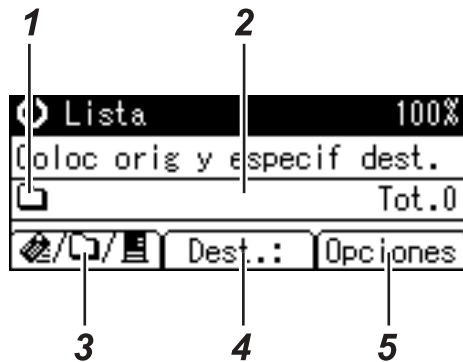 1 2
Lista 100%
Coloc orig y especif dest.
Tot.0
/ / Dest.: Opciones
3 4 5